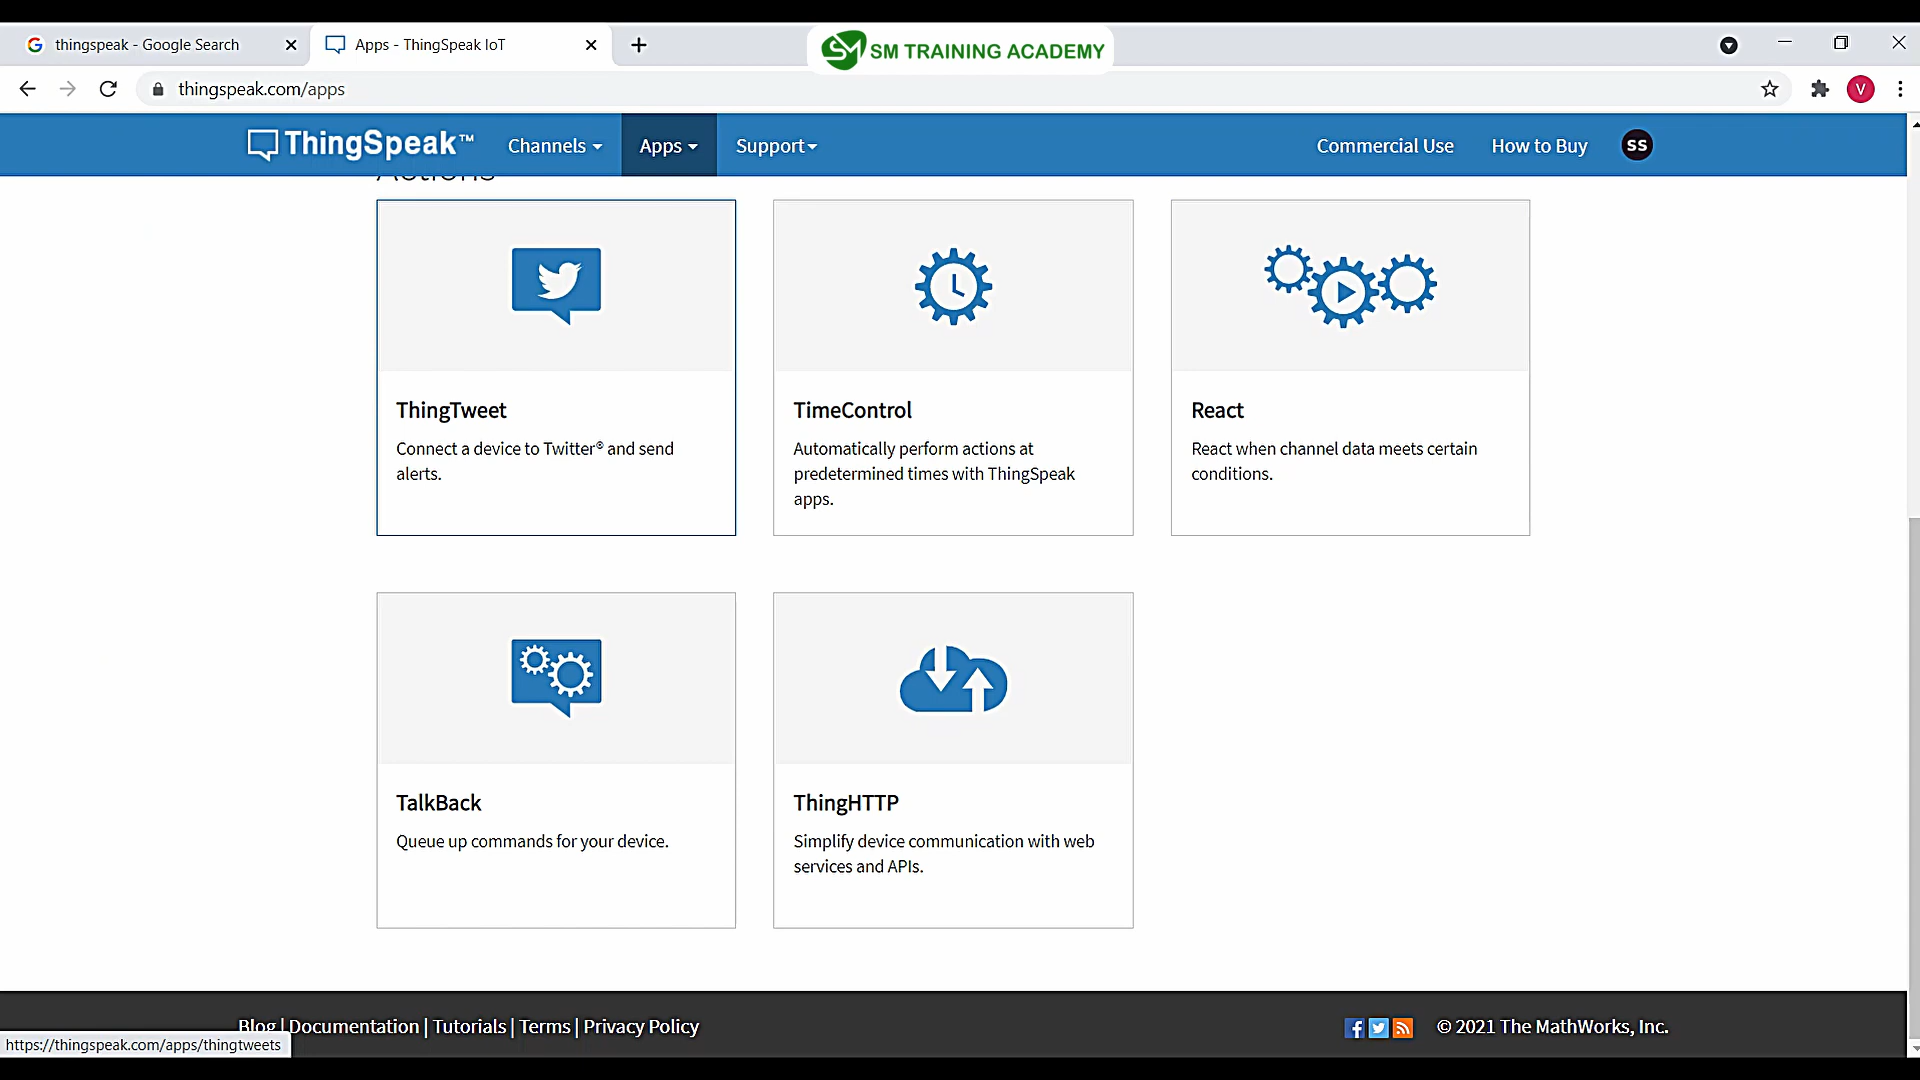 thingspeak - Google Search
Apps - ThingSpeak IoT
SM TRAINING ACADEMY
thingspeak.com/apps
V
ThingSpeak™
Channels
Apps
Support
Commercial Use
How to Buy
SS
Actions
ThingTweet
Connect a device to Twitter® and send
alerts.
TimeControl
Automatically perform actions at
predetermined times with ThingSpeak
apps.
React
React when channel data meets certain
conditions.
TalkBack
Queue up commands for your device.
ThingHTTP
Simplify device communication with web
services and APIs.
Blog | Documentation | Tutorials | Terms | Privacy Policy
© 2021 The MathWorks, Inc.
https://thingspeak.com/apps/thingtweets